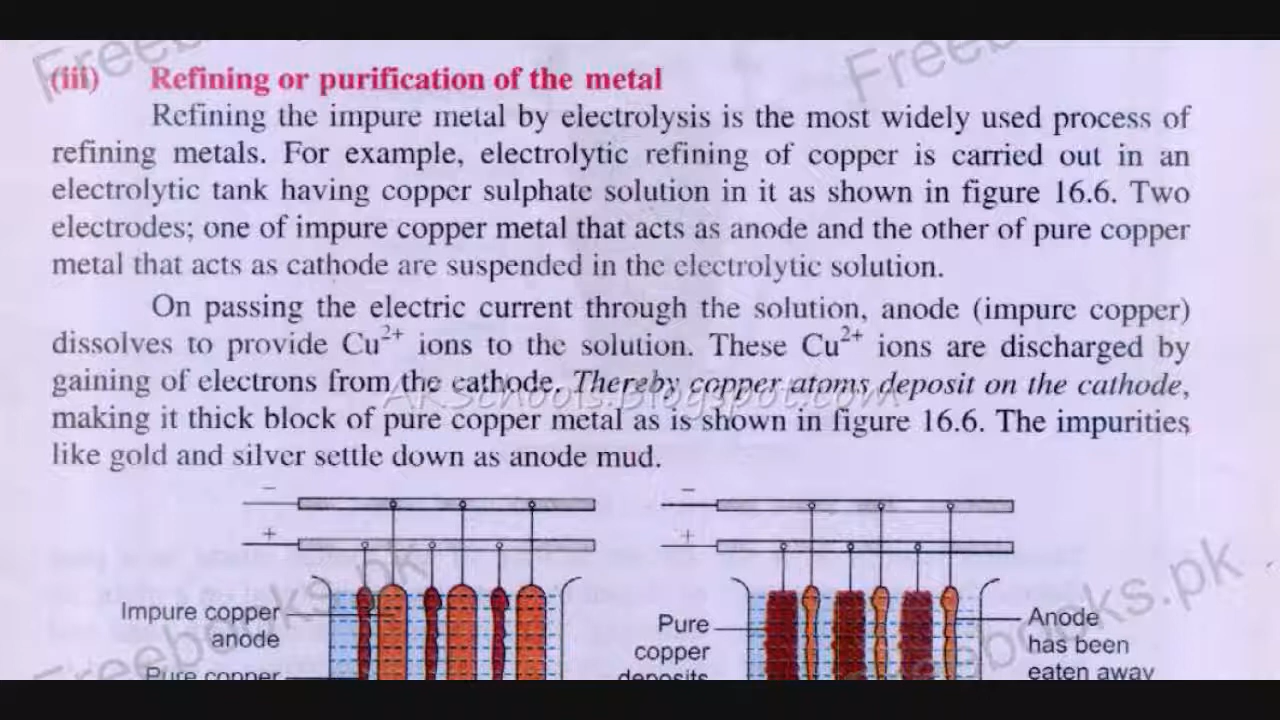 (iii) Refining or purification of the metal
Refining the impure metal by electrolysis is the most widely used process of
refining metals. For example, electrolytic refining of copper is carried out in an
electrolytic tank having copper sulphate solution in it as shown in figure 16.6. Two
electrodes; one of impure copper metal that acts as anode and the other of pure copper
metal that acts as cathode are suspended in the electrolytic solution.
On passing the electric current through the solution, anode (impure copper)
dissolves to provide Cu²⁺ ions to the solution. These Cu²⁺ ions are discharged by
gaining of electrons from the cathode. Thereby copper atoms deposit on the cathode,
AKSchools.Blogspot.com
making it thick block of pure copper metal as is shown in figure 16.6. The impurities
like gold and silver settle down as anode mud.
− −
+ +
Impure copper
anode
Pure copper
Pure
copper
deposits
Anode
has been
eaten away
Freebooks.pk